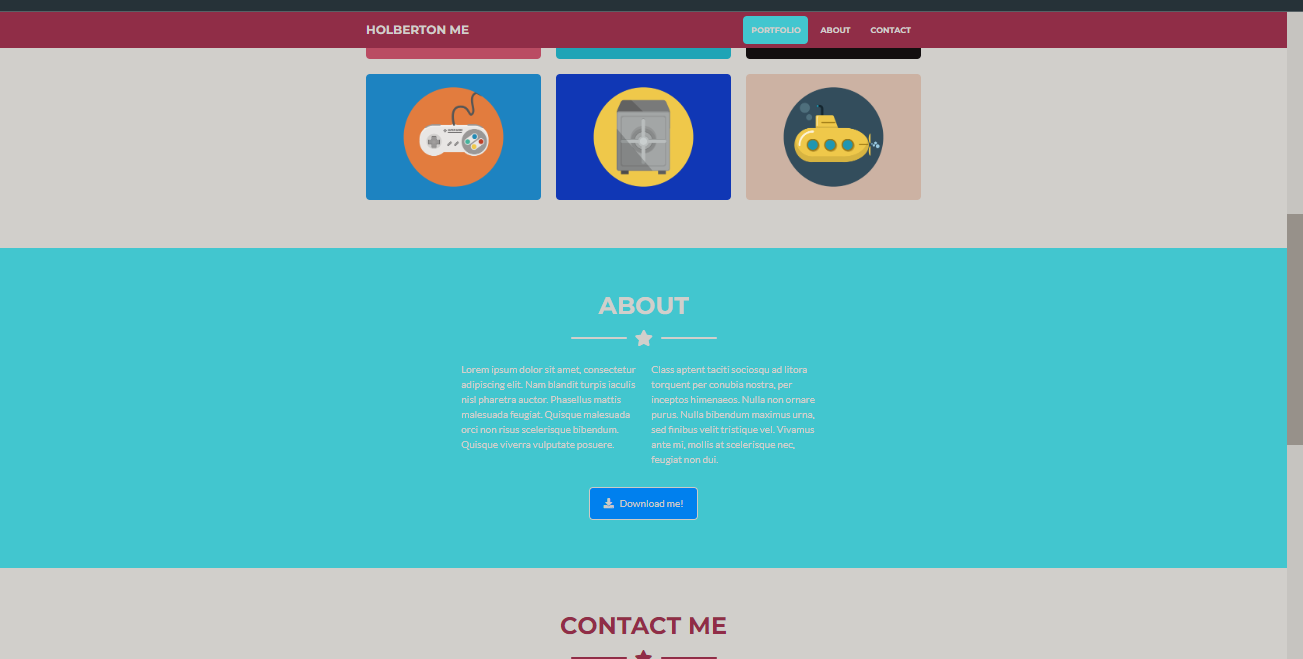 HOLBERTON ME
PORTFOLIO
ABOUT
CONTACT
ABOUT
Lorem ipsum dolor sit amet, consectetur
adipiscing elit. Nam blandit turpis iaculis
nisl pharetra auctor. Phasellus mattis
malesuada feugiat. Quisque malesuada
orci non risus scelerisque bibendum.
Quisque viverra vulputate posuere.
Class aptent taciti sociosqu ad litora
torquent per conubia nostra, per
inceptos himenaeos. Nulla non ornare
purus. Nulla bibendum maximus urna,
sed finibus velit tristique vel. Vivamus
ante mi, mollis at scelerisque nec,
feugiat non dui.
Download me!
CONTACT ME